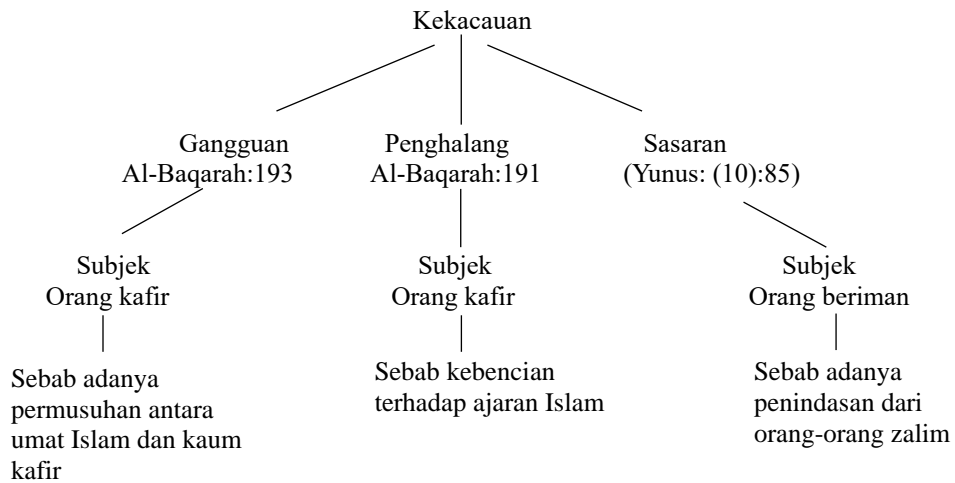 Kekacauan
Gangguan
Al-Baqarah:193
Penghalang
Al-Baqarah:191
Sasaran
(Yunus: (10):85)
Subjek
Orang kafir
Subjek
Orang kafir
Subjek
Orang beriman
Sebab adanya
permusuhan antara
umat Islam dan kaum
kafir
Sebab kebencian
terhadap ajaran Islam
Sebab adanya
penindasan dari
orang-orang zalim